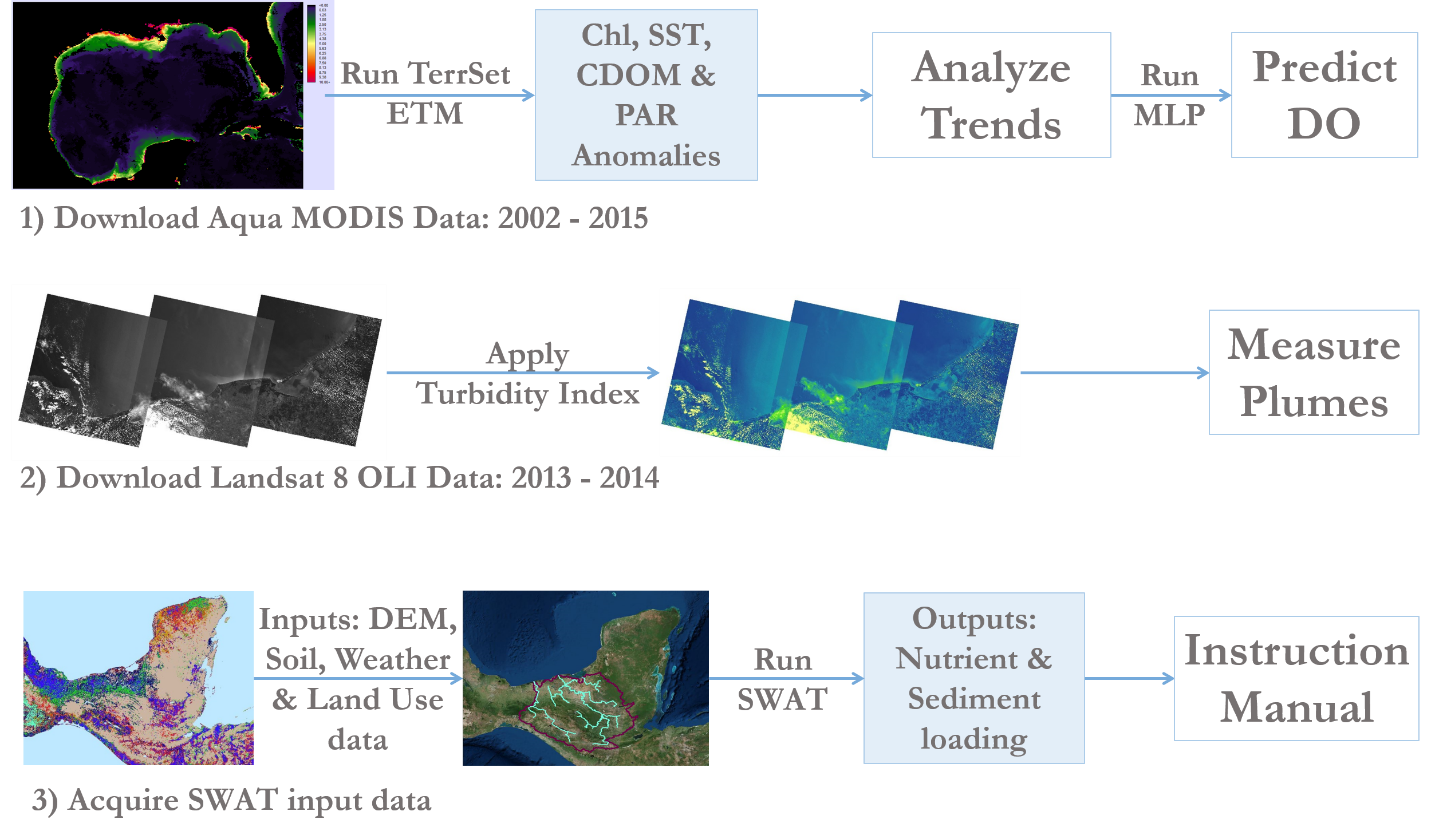 Run TerrSet
ETM
Chl, SST,
CDOM &
PAR
Anomalies
Analyze
Trends
Run
MLP
Predict
DO
1) Download Aqua MODIS Data: 2002 - 2015
Apply
Turbidity Index
Measure
Plumes
2) Download Landsat 8 OLI Data: 2013 - 2014
Inputs: DEM,
Soil, Weather
& Land Use
data
Run
SWAT
Outputs:
Nutrient &
Sediment
loading
Instruction
Manual
3) Acquire SWAT input data